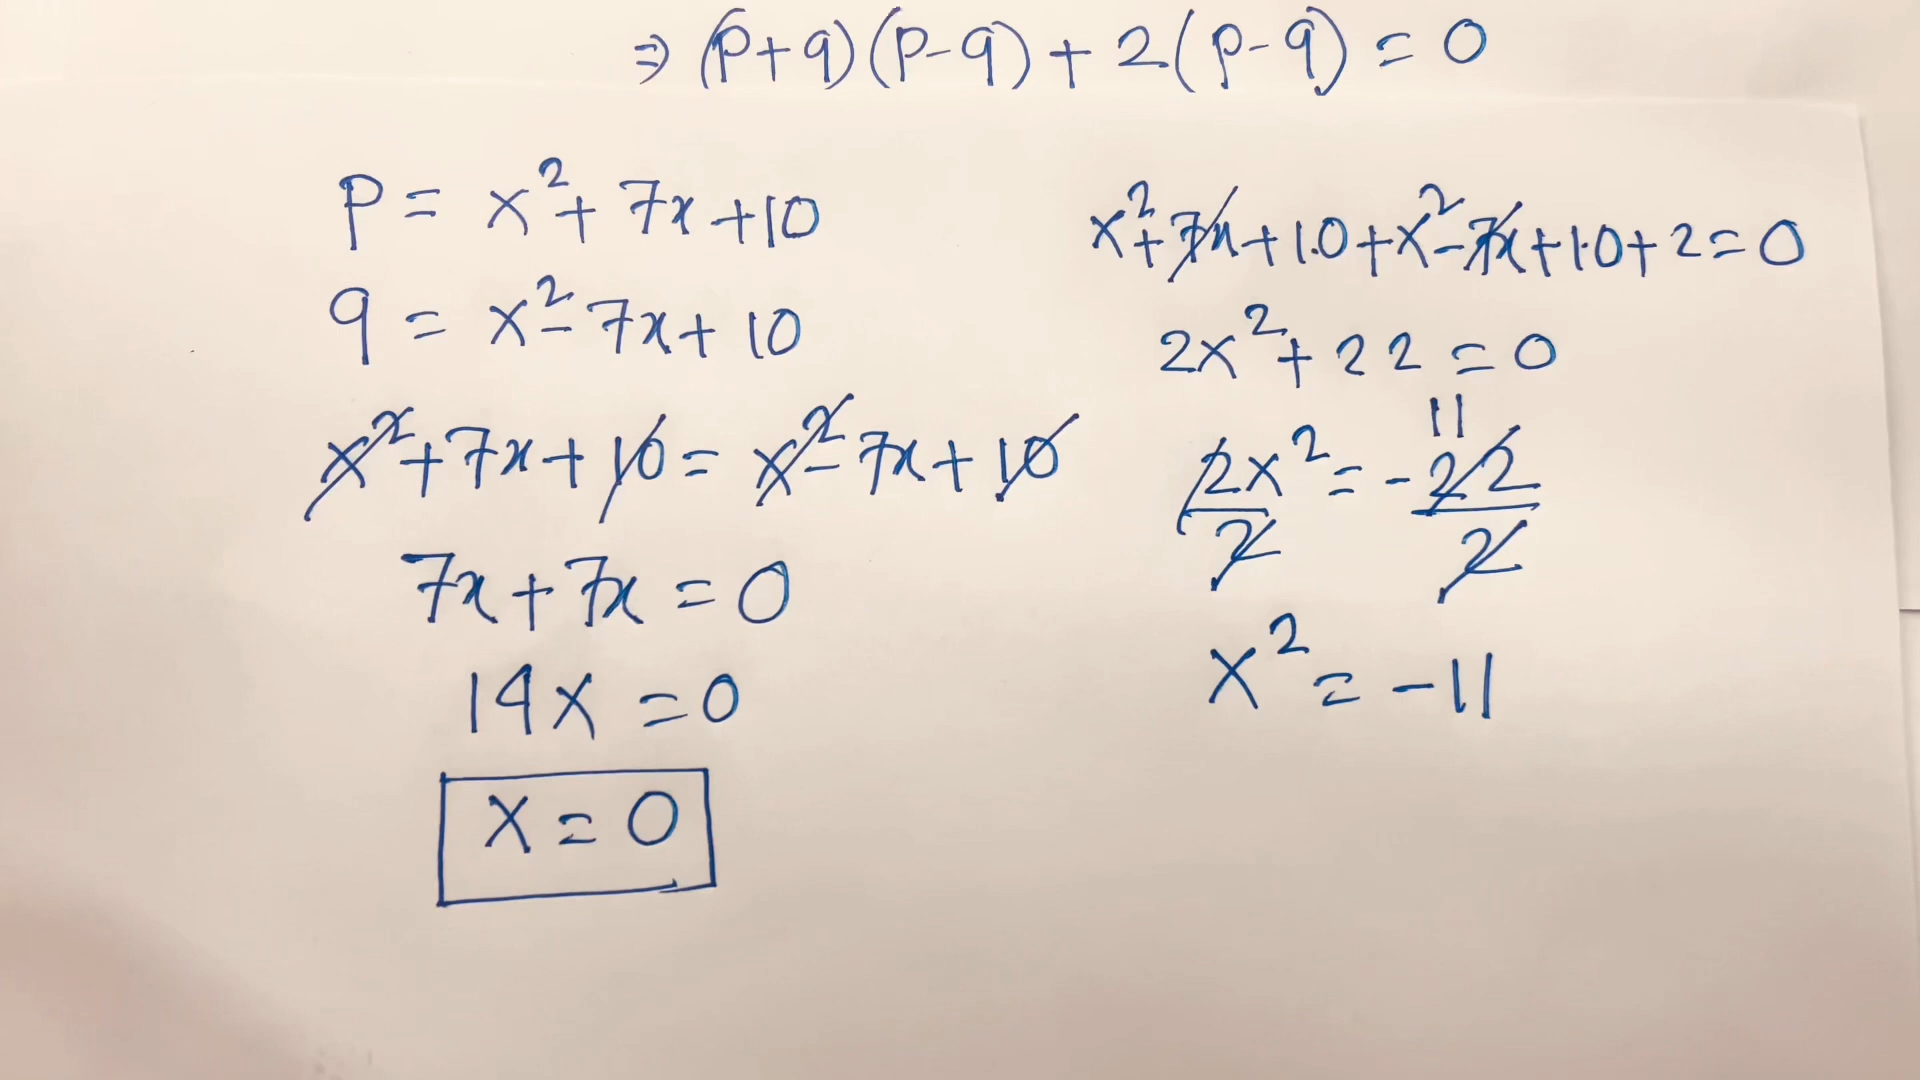 ⇒ (p+q)(p-q) + 2(p-q) = 0
p = x² + 7x + 10
q = x² - 7x + 10
x² + 7x + 10 = x² - 7x + 10
7x + 7x = 0
14x = 0
x = 0
x² + 7x + 10 + x² - 7x + 10 + 2 = 0
2x² + 22 = 0
11
2x²/2 = -22/2
x² = -11